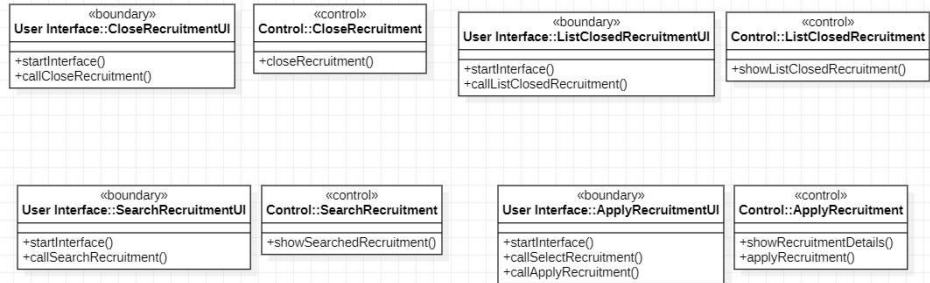 «boundary»
User Interface::CloseRecruitmentUI
+startInterface()
+callCloseRecruitment()
«control»
Control::CloseRecruitment
+closeRecruitment()
«boundary»
User Interface::ListClosedRecruitmentUI
+startInterface()
+callListClosedRecruitment()
«control»
Control::ListClosedRecruitment
+showListClosedRecruitment()
«boundary»
User Interface::SearchRecruitmentUI
+startInterface()
+callSearchRecruitment()
«control»
Control::SearchRecruitment
+showSearchedRecruitment()
«boundary»
User Interface::ApplyRecruitmentUI
+startInterface()
+callSelectRecruitment()
+callApplyRecruitment()
«control»
Control::ApplyRecruitment
+showRecruitmentDetails()
+applyRecruitment()